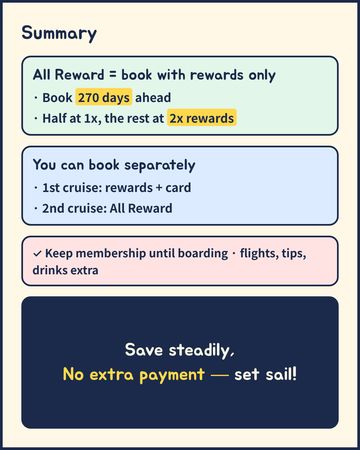 Summary
All Reward = book with rewards only
· Book 270 days ahead
· Half at 1x, the rest at 2x rewards
You can book separately
· 1st cruise: rewards + card
· 2nd cruise: All Reward
✓ Keep membership until boarding · flights, tips,
drinks extra
Save steadily,
No extra payment — set sail!